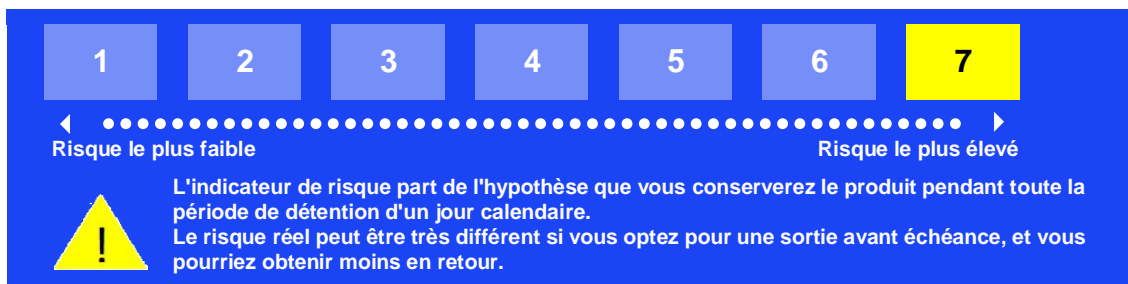 1 2 3 4 5 6 7
Risque le plus faible Risque le plus élevé
L'indicateur de risque part de l'hypothèse que vous conserverez le produit pendant toute la
période de détention d'un jour calendaire.
Le risque réel peut être très différent si vous optez pour une sortie avant échéance, et vous
pourriez obtenir moins en retour.
!